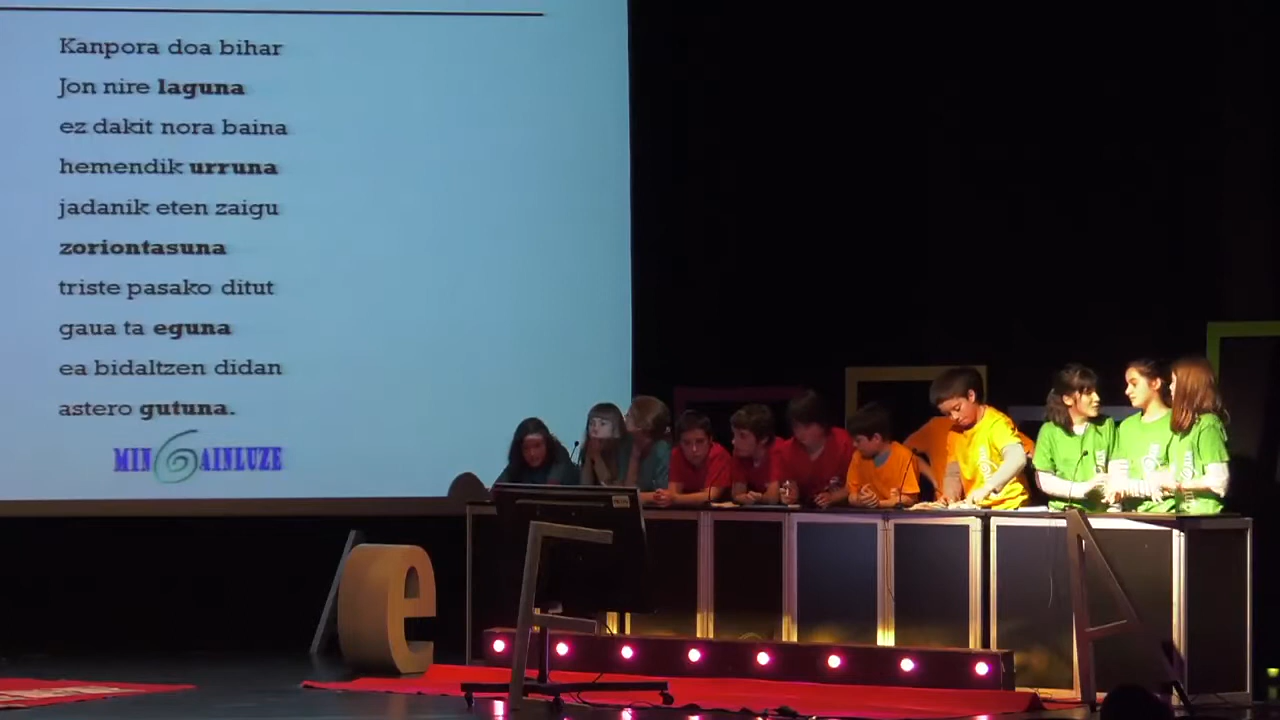 Kanpora doa bihar
Jon nire laguna
ez dakit nora baina
hemendik urruna
jadanik eten zaigu
zoriontasuna
triste pasako ditut
gaua ta eguna
ea bidaltzen didan
astero gutuna.
MINGAINLUZE
e